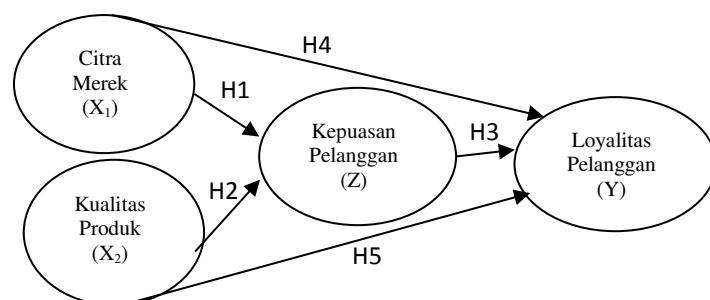 Citra
Merek
(X₁)
H4
H1
Kepuasan
Pelanggan
(Z)
H3
Loyalitas
Pelanggan
(Y)
H2
Kualitas
Produk
(X₂)
H5